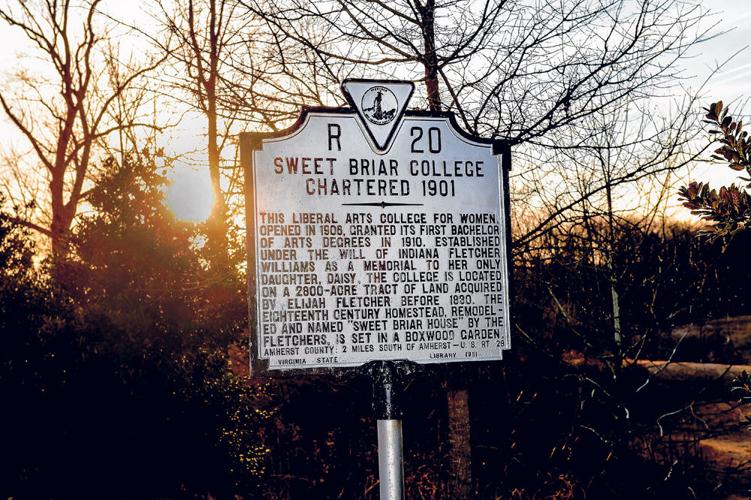 R 20
SWEET BRIAR COLLEGE
CHARTERED 1901
THIS LIBERAL ARTS COLLEGE FOR WOMEN,
OPENED IN 1906, GRANTED ITS FIRST BACHELOR
OF ARTS DEGREES IN 1910. ESTABLISHED
UNDER THE WILL OF INDIANA FLETCHER
WILLIAMS AS A MEMORIAL TO HER ONLY
DAUGHTER, DAISY, THE COLLEGE IS LOCATED
ON A 2800-ACRE TRACT OF LAND ACQUIRED
BY ELIJAH FLETCHER BEFORE 1830. THE
EIGHTEENTH CENTURY HOMESTEAD, REMODEL-
ED AND NAMED "SWEET BRIAR HOUSE" BY THE
FLETCHERS, IS SET IN A BOXWOOD GARDEN.
AMHERST COUNTY: 2 MILES SOUTH OF AMHERST-U.S. RT 29
VIRGINIA STATE LIBRARY 1951